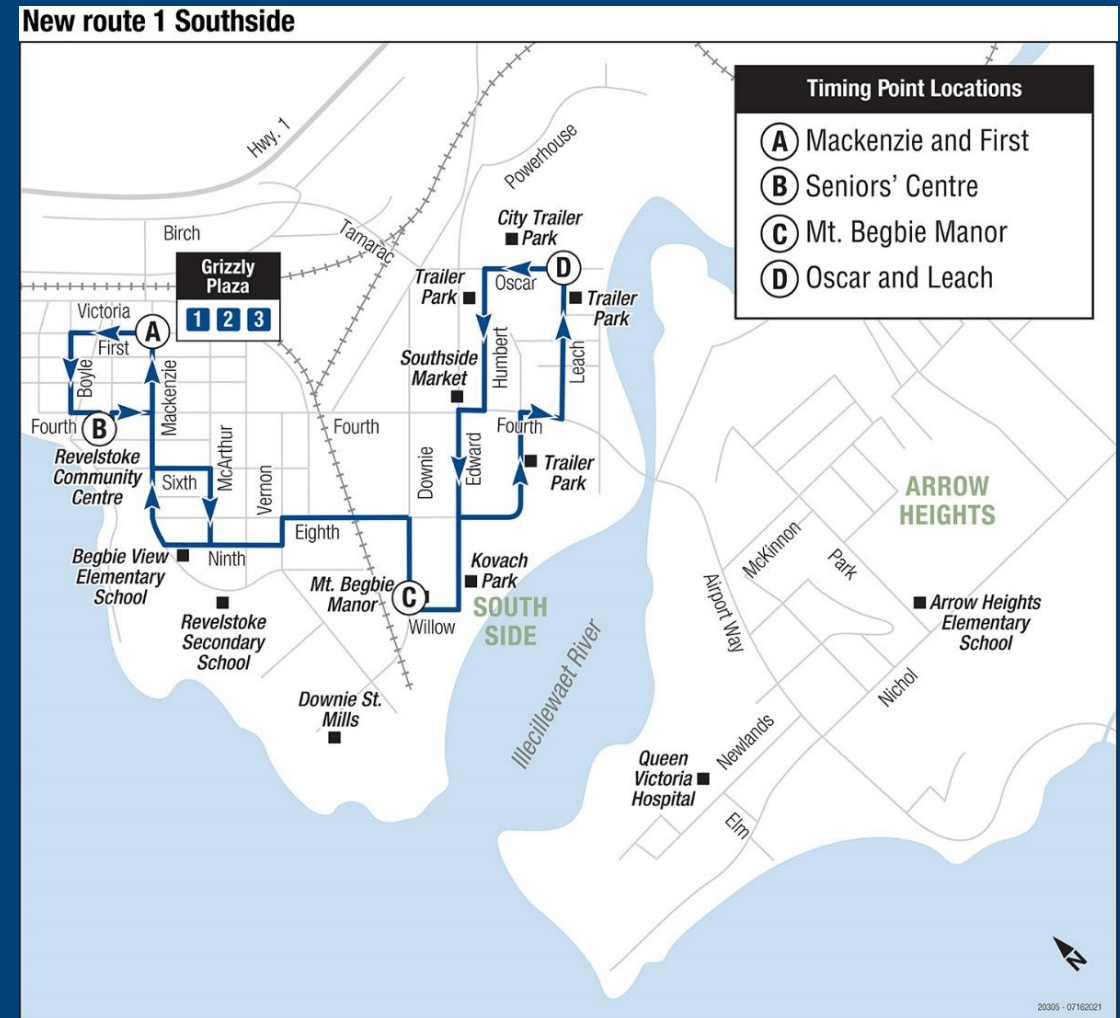 New route 1 Southside
Timing Point Locations
A Mackenzie and First
B Seniors' Centre
C Mt. Begbie Manor
D Oscar and Leach
Hwy. 1
Powerhouse
Birch
Tamarac
City Trailer
Park
Grizzly
Plaza
1 2 3
Trailer
Park
Oscar
D
Trailer
Park
Victoria
First
A
Boyle
Mackenzie
Southside
Market
Humbert
Leach
Fourth
B
Revelstoke
Community
Centre
Fourth
Fourth
McArthur
Sixth
Vernon
Downie
Edward
Trailer
Park
ARROW
HEIGHTS
Eighth
Ninth
Begbie View
Elementary
School
Mt. Begbie
Manor
C
Willow
Kovach
Park
SOUTH
SIDE
McKinnon
Park
Airport Way
Revelstoke
Secondary
School
Arrow Heights
Elementary
School
Nichol
Downie St.
Mills
Illecillewaet River
Newlands
Queen
Victoria
Hospital
Elm
N
20305 - 07162021